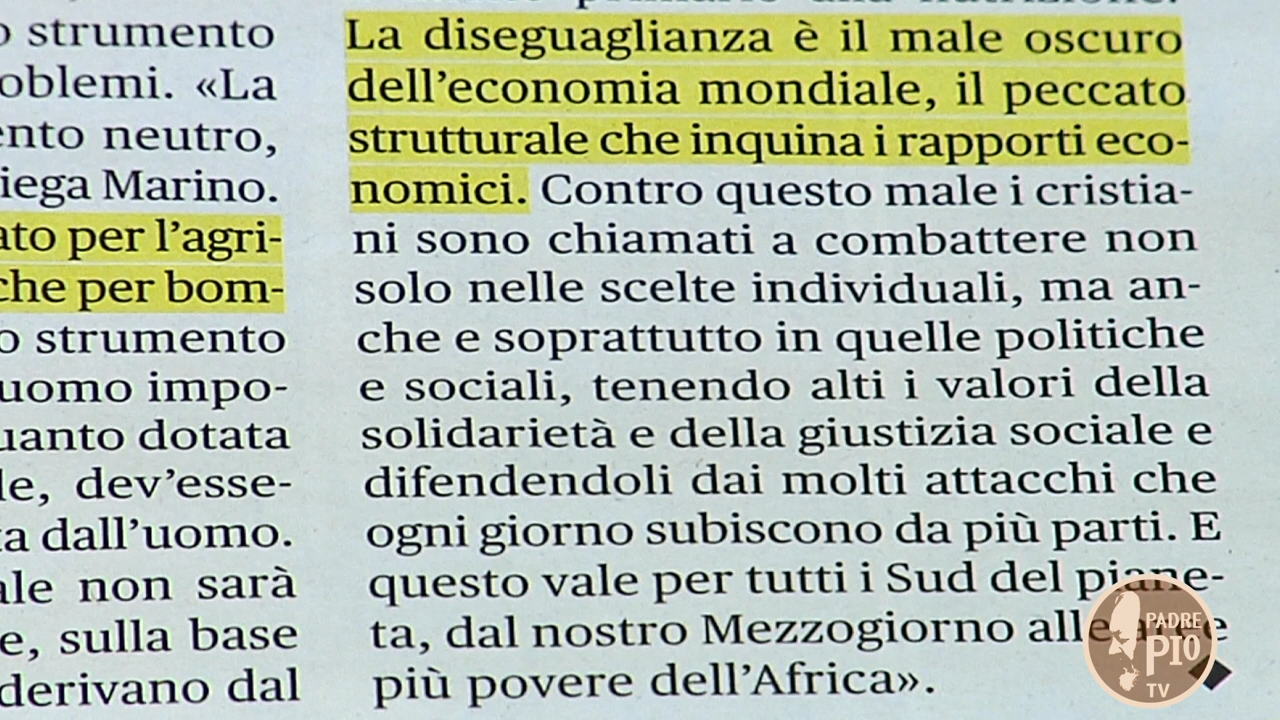 o strumento
oblemi. «La
ento neutro,
iega Marino.
ato per l'agri-
che per bom-
o strumento
uomo impo-
uanto dotata
le, dev'esse-
ta dall'uomo.
ale non sarà
e, sulla base
derivano dal
La diseguaglianza è il male oscuro
dell'economia mondiale, il peccato
strutturale che inquina i rapporti eco-
nomici. Contro questo male i cristia-
ni sono chiamati a combattere non
solo nelle scelte individuali, ma an-
che e soprattutto in quelle politiche
e sociali, tenendo alti i valori della
solidarietà e della giustizia sociale e
difendendoli dai molti attacchi che
ogni giorno subiscono da più parti. E
questo vale per tutti i Sud del piane-
ta, dal nostro Mezzogiorno alle aree
più povere dell'Africa».
PADRE
PIO
TV